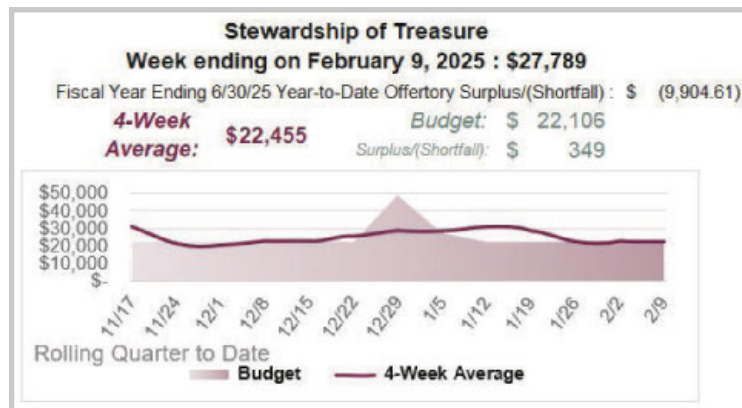 Stewardship of Treasure
Week ending on February 9, 2025 : $27,789
Fiscal Year Ending 6/30/25 Year-to-Date Offertory Surplus/(Shortfall) : $ (9,904.61)
4-Week Average: $22,455
Budget: $ 22,106
Surplus/(Shortfall): $ 349
$50,000
$40,000
$30,000
$20,000
$10,000
$-
11/17 11/24 12/1 12/8 12/15 12/22 12/29 1/5 1/12 1/19 1/26 2/2 2/9
Rolling Quarter to Date
Budget 4-Week Average